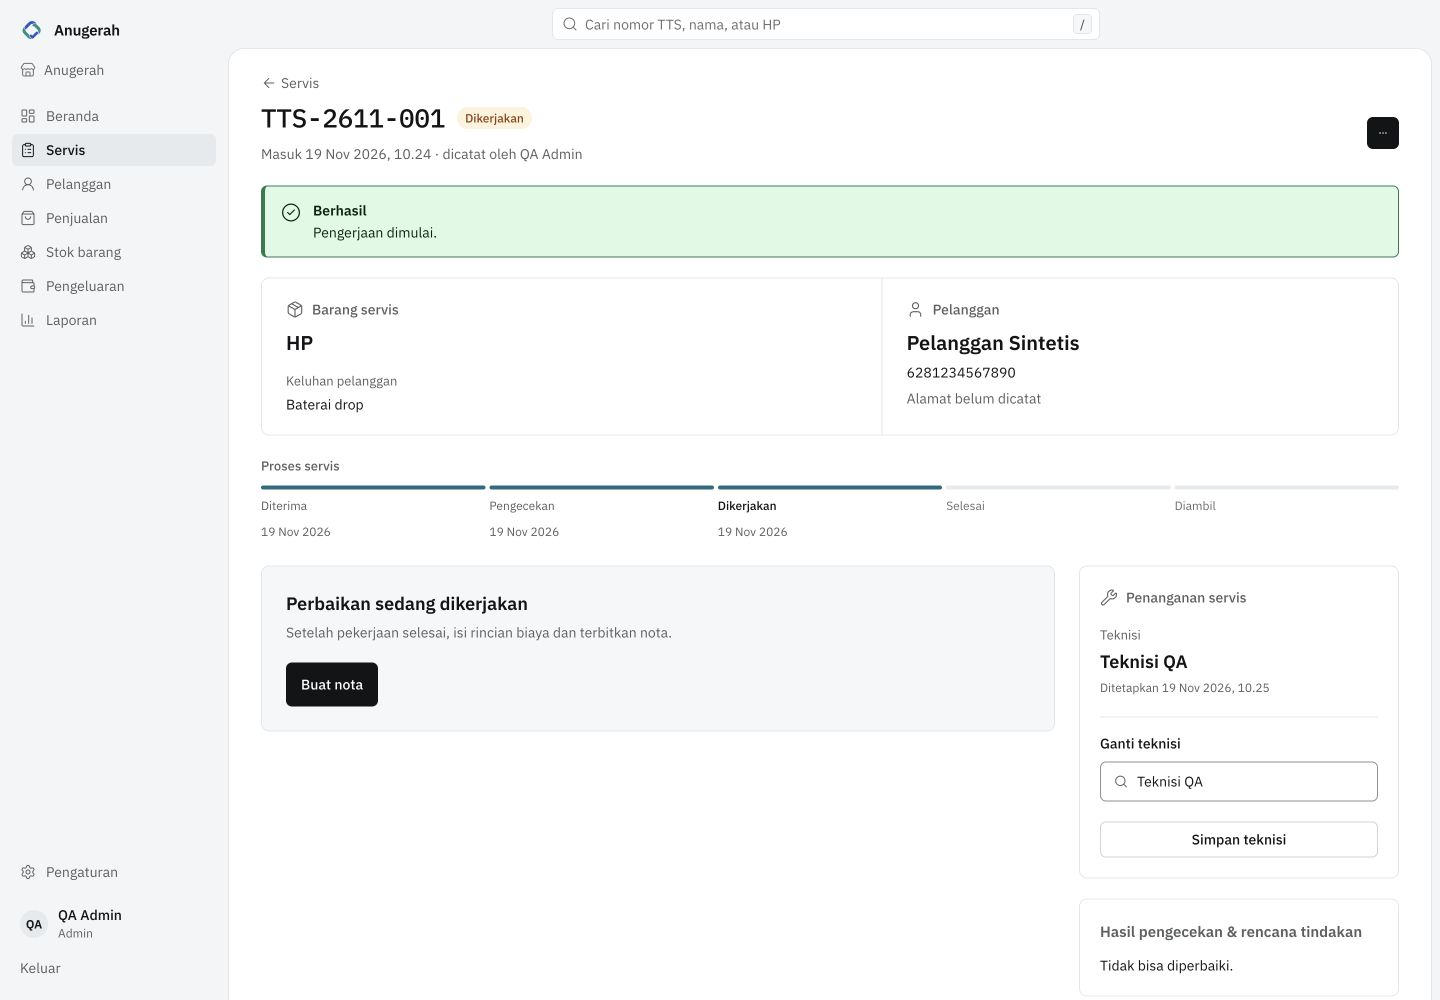 Anugerah
Cari nomor TTS, nama, atau HP
/
Anugerah
Beranda
Servis
Pelanggan
Penjualan
Stok barang
Pengeluaran
Laporan
Pengaturan
QA
QA Admin
Admin
Keluar
Servis
TTS-2611-001
Dikerjakan
Masuk 19 Nov 2026, 10.24 · dicatat oleh QA Admin
...
Berhasil
Pengerjaan dimulai.
Barang servis
HP
Keluhan pelanggan
Baterai drop
Pelanggan
Pelanggan Sintetis
6281234567890
Alamat belum dicatat
Proses servis
Diterima
19 Nov 2026
Pengecekan
19 Nov 2026
Dikerjakan
19 Nov 2026
Selesai
Diambil
Perbaikan sedang dikerjakan
Setelah pekerjaan selesai, isi rincian biaya dan terbitkan nota.
Buat nota
Penanganan servis
Teknisi
Teknisi QA
Ditetapkan 19 Nov 2026, 10.25
Ganti teknisi
Teknisi QA
Simpan teknisi
Hasil pengecekan & rencana tindakan
Tidak bisa diperbaiki.